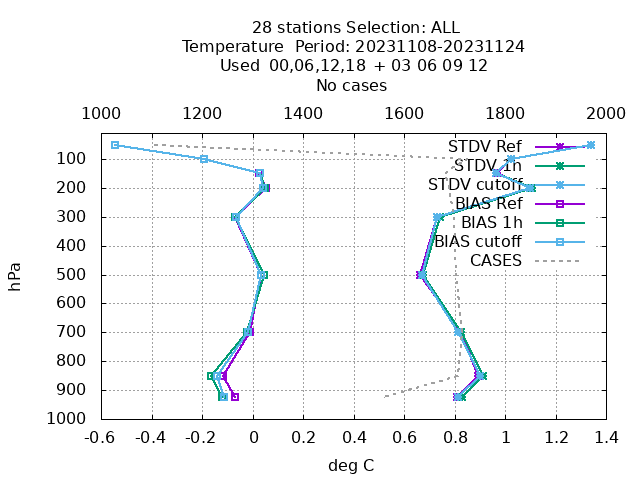 28 stations Selection: ALL
Temperature  Period: 20231108-20231124
Used  00,06,12,18  + 03 06 09 12
No cases
1000 1200 1400 1600 1800 2000
STDV Ref
STDV 1h
STDV cutoff
BIAS Ref
BIAS 1h
BIAS cutoff
CASES
100
200
300
400
500
600
700
800
900
1000
hPa
-0.6 -0.4 -0.2 0 0.2 0.4 0.6 0.8 1 1.2 1.4
deg C